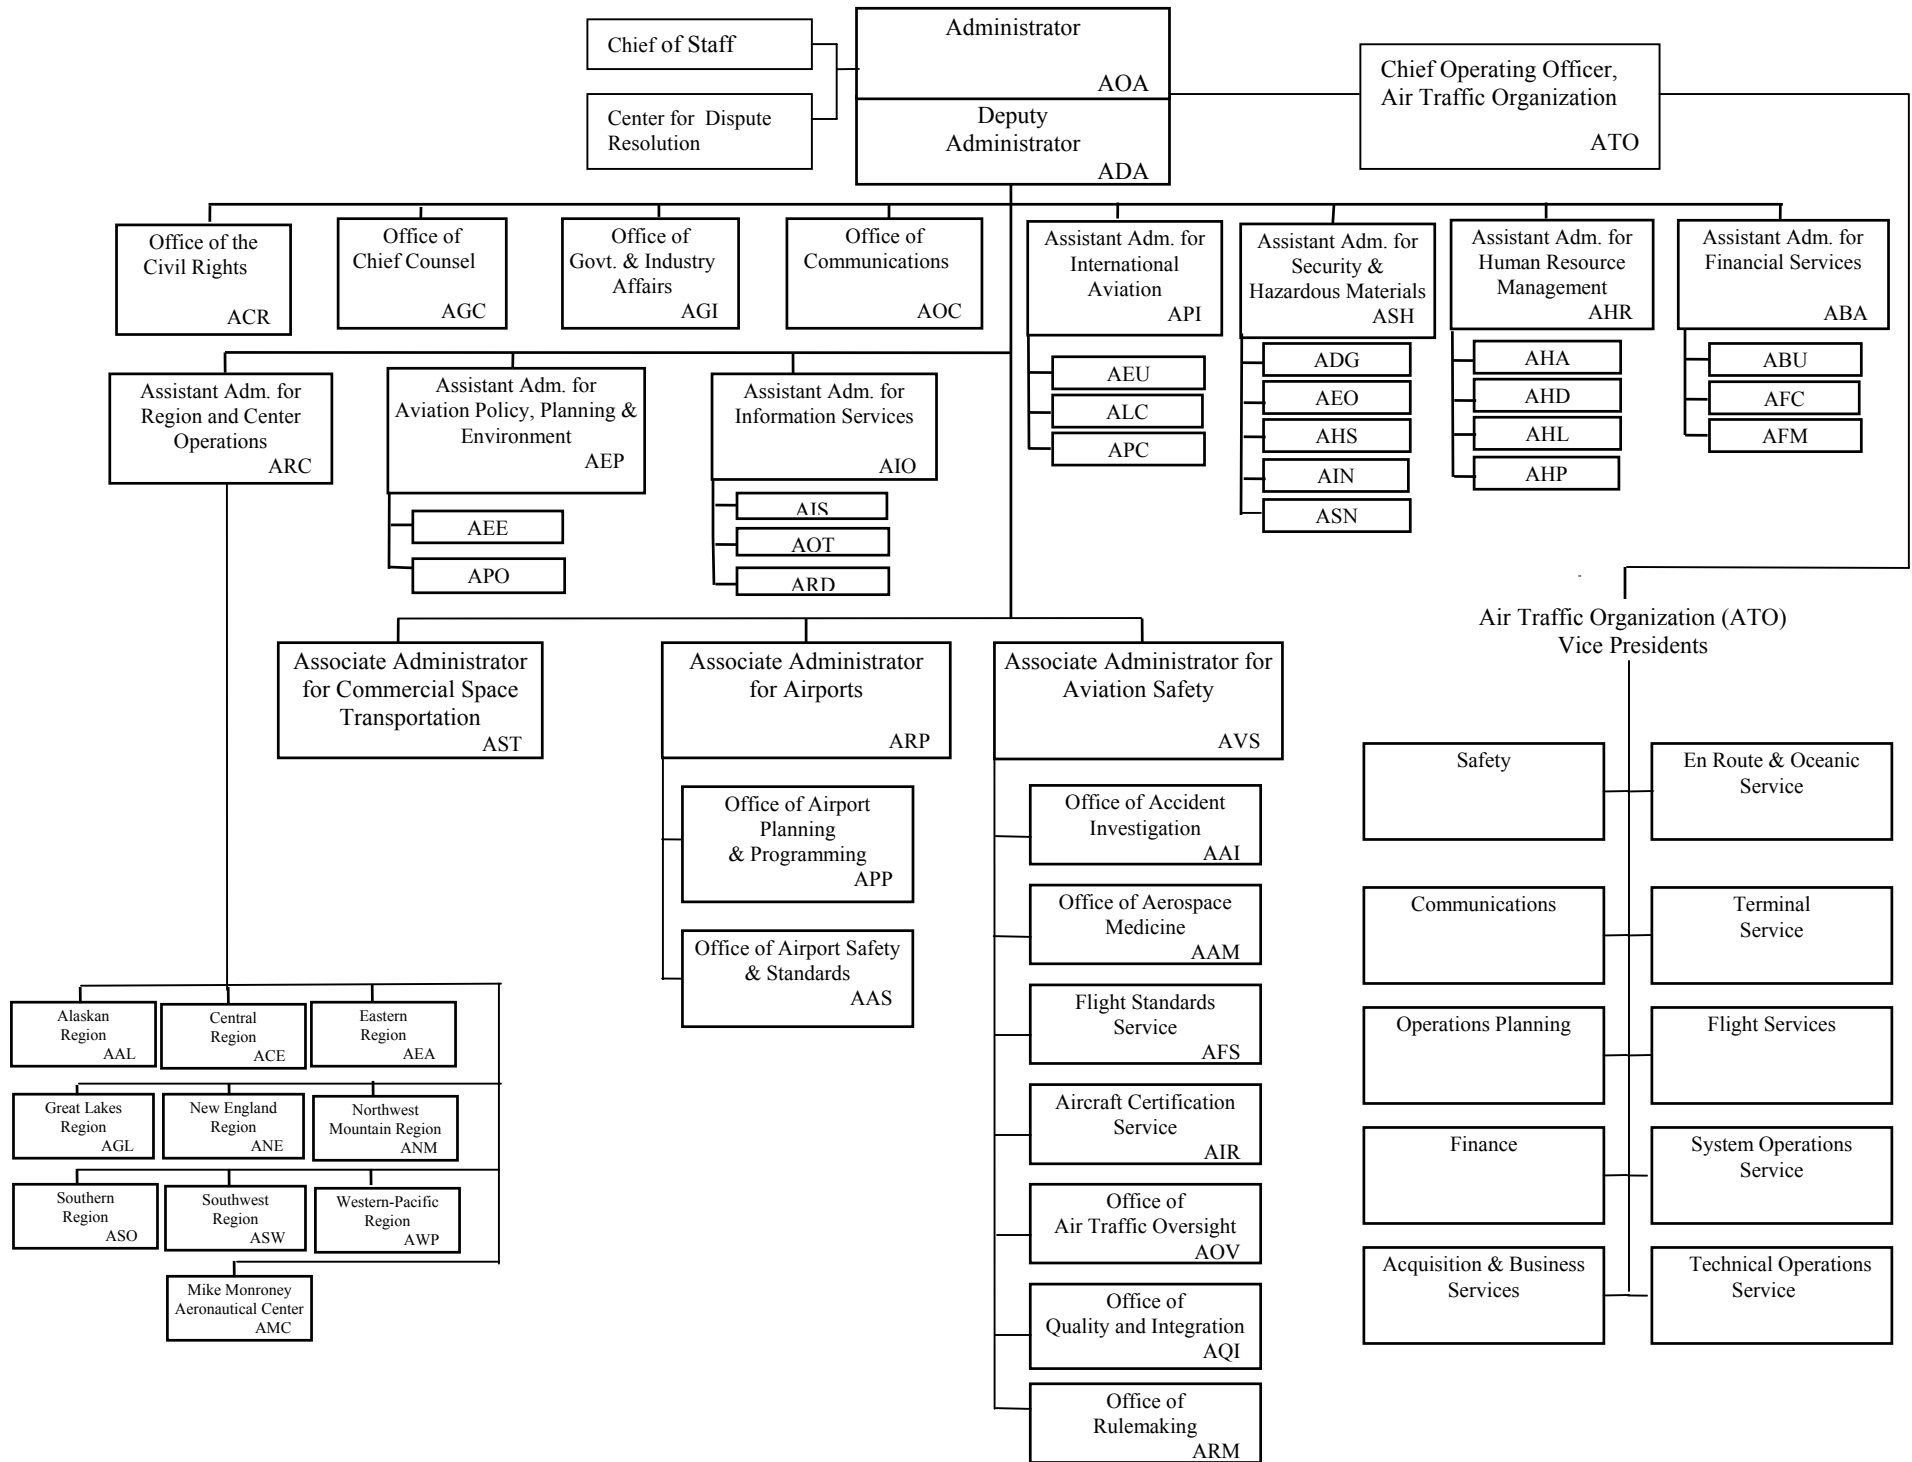 Chief of Staff
Center for Dispute
Resolution
Administrator
AOA
Deputy
Administrator
ADA
Chief Operating Officer,
Air Traffic Organization
ATO
Office of the
Civil Rights
ACR
Office of
Chief Counsel
AGC
Office of
Govt. & Industry
Affairs
AGI
Office of
Communications
AOC
Assistant Adm. for
International
Aviation
API
AEU
ALC
APC
Assistant Adm. for
Security &
Hazardous Materials
ASH
ADG
AEO
AHS
AIN
ASN
Assistant Adm. for
Human Resource
Management
AHR
AHA
AHD
AHL
AHP
Assistant Adm. for
Financial Services
ABA
ABU
AFC
AFM
Assistant Adm. for
Region and Center
Operations
ARC
Assistant Adm. for
Aviation Policy, Planning &
Environment
AEP
AEE
APO
Assistant Adm. for
Information Services
AIO
AIS
AOT
ARD
Associate Administrator
for Commercial Space
Transportation
AST
Associate Administrator
for Airports
ARP
Office of Airport
Planning
& Programming
APP
Office of Airport Safety
& Standards
AAS
Associate Administrator for
Aviation Safety
AVS
Office of Accident
Investigation
AAI
Office of Aerospace
Medicine
AAM
Flight Standards
Service
AFS
Aircraft Certification
Service
AIR
Office of
Air Traffic Oversight
AOV
Office of
Quality and Integration
AQI
Office of
Rulemaking
ARM
Alaskan
Region
AAL
Central
Region
ACE
Eastern
Region
AEA
Great Lakes
Region
AGL
New England
Region
ANE
Northwest
Mountain Region
ANM
Southern
Region
ASO
Southwest
Region
ASW
Western-Pacific
Region
AWP
Mike Monroney
Aeronautical Center
AMC
Air Traffic Organization (ATO)
Vice Presidents
Safety
En Route & Oceanic
Service
Communications
Terminal
Service
Operations Planning
Flight Services
Finance
System Operations
Service
Acquisition & Business
Services
Technical Operations
Service